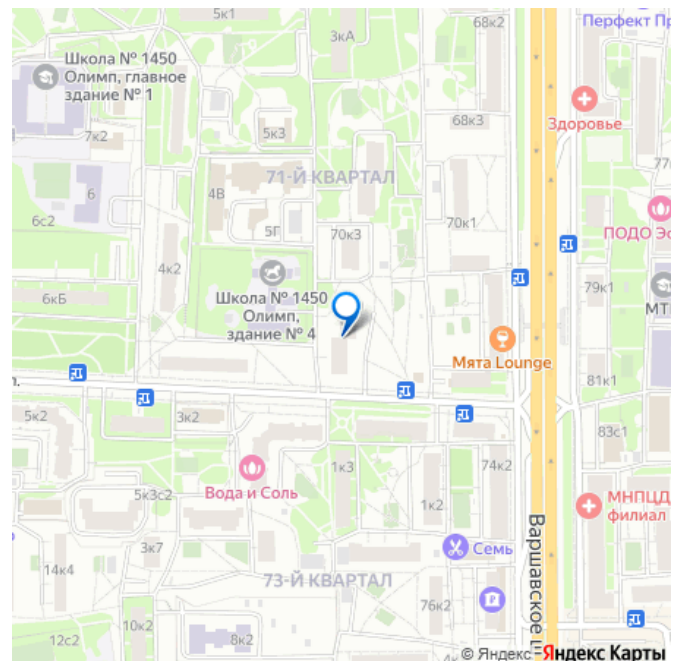 5к1
68к2
Перфект Пр
3кА
Школа № 1450
Олимп, главное
здание № 1
Здоровье
68к3
7к2
5к3
77
71-Й КВАРТАЛ
4В
6
ПОДО Эс
6с2
5Г
70к3
70к1
4к2
79к1
Школа № 1450
Олимп,
здание № 4
6кБ
МТ
Мята Lounge
л.
81к1
5к2
3к2
83с1
1к3
74к2
Вода и Соль
5к3с2
1к2
МНПЦД
филиал
Варшавское ш
3к7
Семь
14к4
73-Й КВАРТАЛ
76к2
10к2
12с2
8к2
4к
© Яндекс
Яндекс Карты